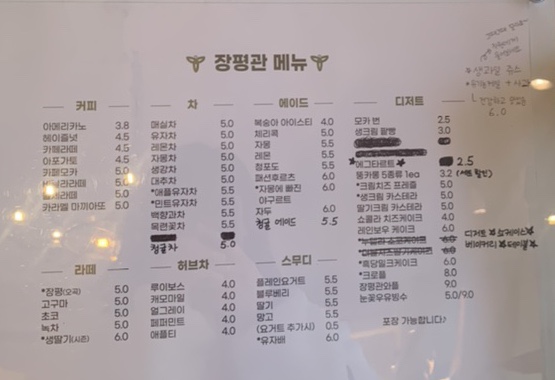 장평관 메뉴
커피
아메리카노 3.8
헤이즐넛 4.5
카페라떼 4.5
아포가토 4.5
카페모카 5.0
5.0
5.0
카라멜 마끼아또 5.0
차
매실차 5.0
유자차 5.0
레몬차 5.0
자몽차 5.0
생강차 5.0
대추차 5.0
*애플유자차 5.5
*민트유자차 5.5
백향과차 5.5
목련꽃차 5.5
청귤차 5.0
에이드
복숭아 아이스티 4.0
체리콕 5.0
자몽 5.5
레몬 5.5
청포도 5.5
패션후르츠 6.0
*자몽에 빠진 6.0
야구르트
자두 6.0
청귤 에이드 5.5
디저트
모카 번 2.5
생크림 팥빵 3.0
에그타르트 2.5
뚱카롱 5종류 1ea 3.2
*크림치즈 프레즐 5.0
*생크림 카스테라 5.0
딸기크림 카스테라 5.0
쇼콜라 치즈케이크 4.0
레인보우 케이크 6.0
*흑당밀크케이크 6.0
*크로플 8.0
장평관와플 9.0
눈꽃우유빙수 5.0/9.0
포장 가능합니다
라떼
*장평(오곡) 5.0
고구마 5.0
초코 5.0
녹차 5.0
*생딸기(시즌) 6.0
허브차
루이보스 4.0
캐모마일 4.0
얼그레이 4.0
페퍼민트 4.0
애플티 4.0
스무디
플레인요거트 5.5
블루베리 5.5
딸기 5.5
망고 5.5
(요거트 추가시) 0.5
*유자배 6.0
*생과일 쥬스
6.0